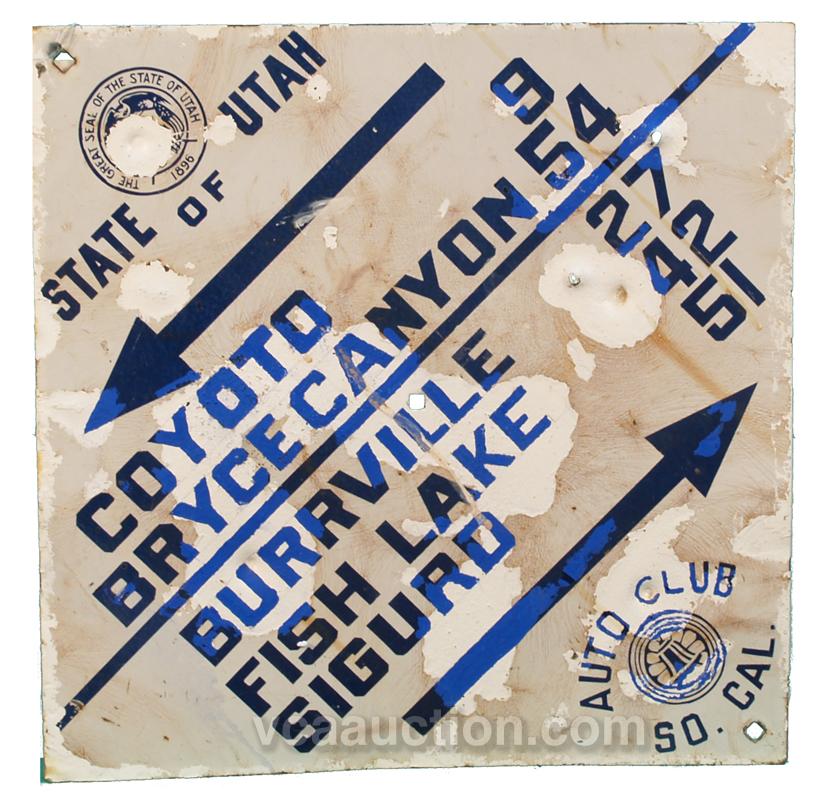 THE GREAT SEAL OF THE STATE OF UTAH
1896
STATE OF UTAH
COYOTO 9
BRYCE CANYON 54
BURRVILLE 27
FISH LAKE 42
SIGURD 51
AUTO CLUB
SO. CAL.
vcaauction.com